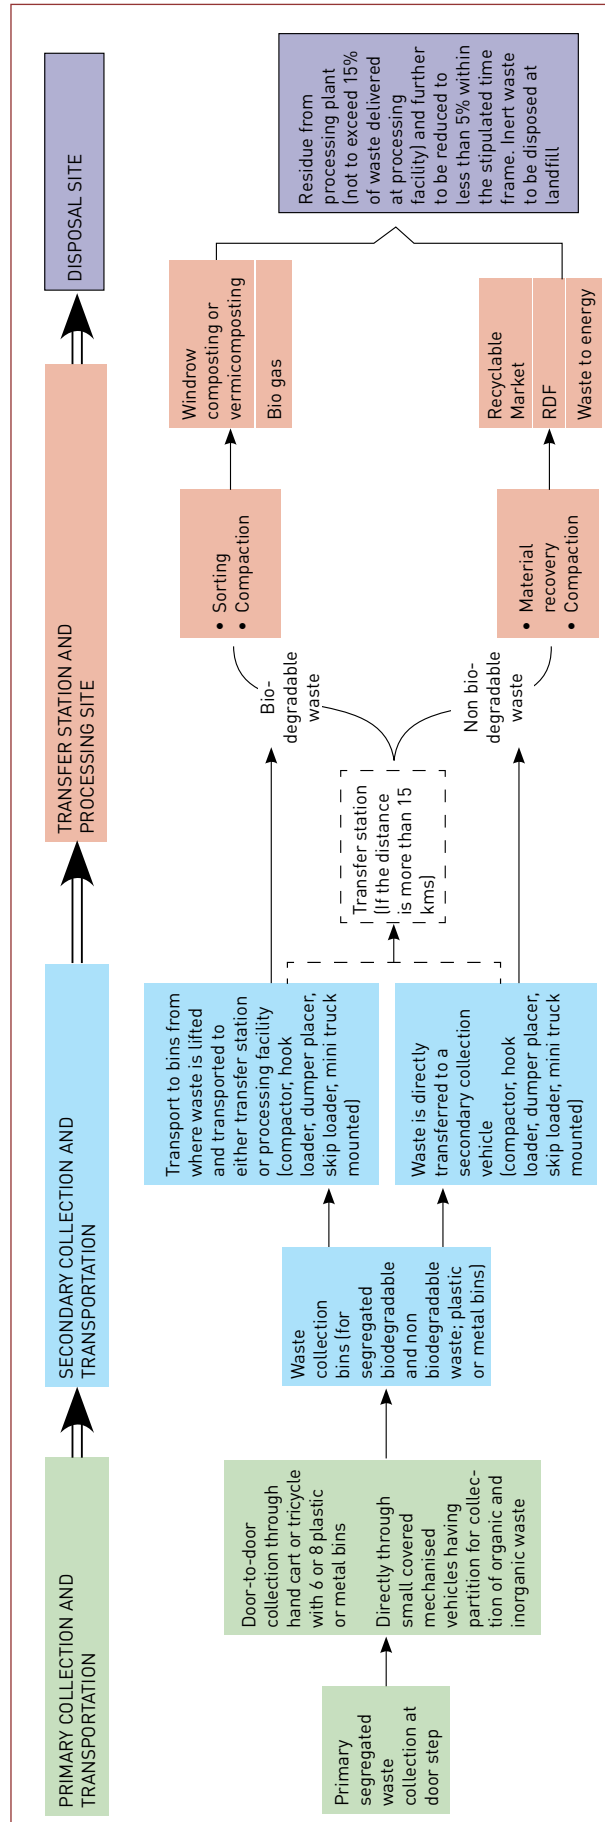 PRIMARY COLLECTION AND
TRANSPORTATION
SECONDARY COLLECTION AND
TRANSPORTATION
TRANSFER STATION AND
PROCESSING SITE
DISPOSAL SITE
Primary
segregated
waste
collection at
door step
Door-to-door
collection through
hand cart or tricycle
with 6 or 8 plastic
or metal bins
Directly through
small covered
mechanised
vehicles having
partition for collec-
tion of organic and
inorganic waste
Waste
collection
bins (for
segregated
biodegradable
and non
biodegradable
waste; plastic
or metal bins)
Transport to bins from
where waste is lifted
and transported to
either transfer station
or processing facility
(compactor, hook
loader, dumper placer,
skip loader, mini truck
mounted)
Waste is directly
transferred to a
secondary collection
vehicle
(compactor, hook
loader, dumper placer,
skip loader, mini truck
mounted)
Transfer station
(If the distance
is more than 15
kms)
Bio-
degradable
waste
Non bio-
degradable
waste
• Sorting
• Compaction
• Material
recovery
• Compaction
Windrow
composting or
vermicomposting
Bio gas
Recyclable
Market
RDF
Waste to energy
Residue from
processing plant
(not to exceed 15%
of waste delivered
at processing
facility) and further
to be reduced to
less than 5% within
the stipulated time
frame. Inert waste
to be disposed at
landfill